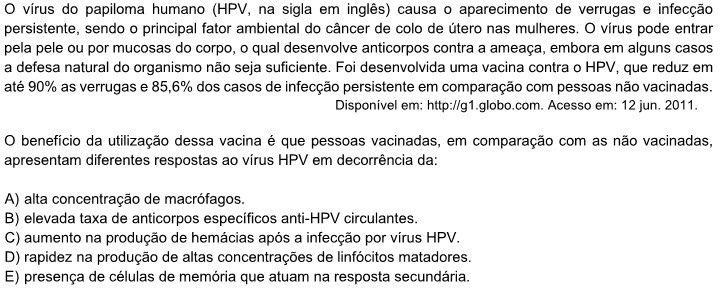 O vírus do papiloma humano (HPV, na sigla em inglês) causa o aparecimento de verrugas e infecção
persistente, sendo o principal fator ambiental do câncer de colo de útero nas mulheres. O vírus pode entrar
pela pele ou por mucosas do corpo, o qual desenvolve anticorpos contra a ameaça, embora em alguns casos
a defesa natural do organismo não seja suficiente. Foi desenvolvida uma vacina contra o HPV, que reduz em
até 90% as verrugas e 85,6% dos casos de infecção persistente em comparação com pessoas não vacinadas.
Disponível em: http://g1.globo.com. Acesso em: 12 jun. 2011.
O benefício da utilização dessa vacina é que pessoas vacinadas, em comparação com as não vacinadas,
apresentam diferentes respostas ao vírus HPV em decorrência da:
A) alta concentração de macrófagos.
B) elevada taxa de anticorpos específicos anti-HPV circulantes.
C) aumento na produção de hemácias após a infecção por vírus HPV.
D) rapidez na produção de altas concentrações de linfócitos matadores.
E) presença de células de memória que atuam na resposta secundária.